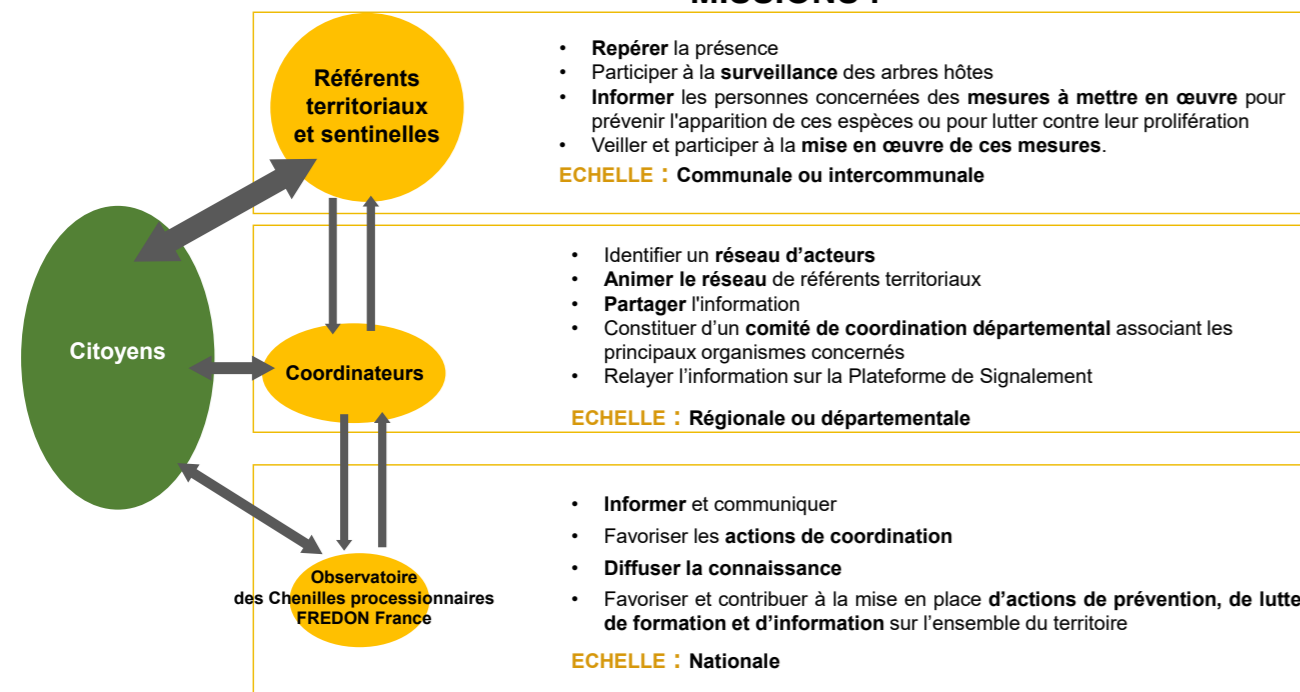 MISSIONS :
Référents
territoriaux
et sentinelles
• Repérer la présence
• Participer à la surveillance des arbres hôtes
• Informer les personnes concernées des mesures à mettre en œuvre pour
prévenir l'apparition de ces espèces ou pour lutter contre leur prolifération
• Veiller et participer à la mise en œuvre de ces mesures.
ECHELLE : Communale ou intercommunale
Citoyens
Coordinateurs
• Identifier un réseau d’acteurs
• Animer le réseau de référents territoriaux
• Partager l'information
• Constituer d’un comité de coordination départemental associant les
principaux organismes concernés
• Relayer l’information sur la Plateforme de Signalement
ECHELLE : Régionale ou départementale
Observatoire
des Chenilles processionnaires
FREDON France
• Informer et communiquer
• Favoriser les actions de coordination
• Diffuser la connaissance
• Favoriser et contribuer à la mise en place d’actions de prévention, de lutte
de formation et d’information sur l’ensemble du territoire
ECHELLE : Nationale